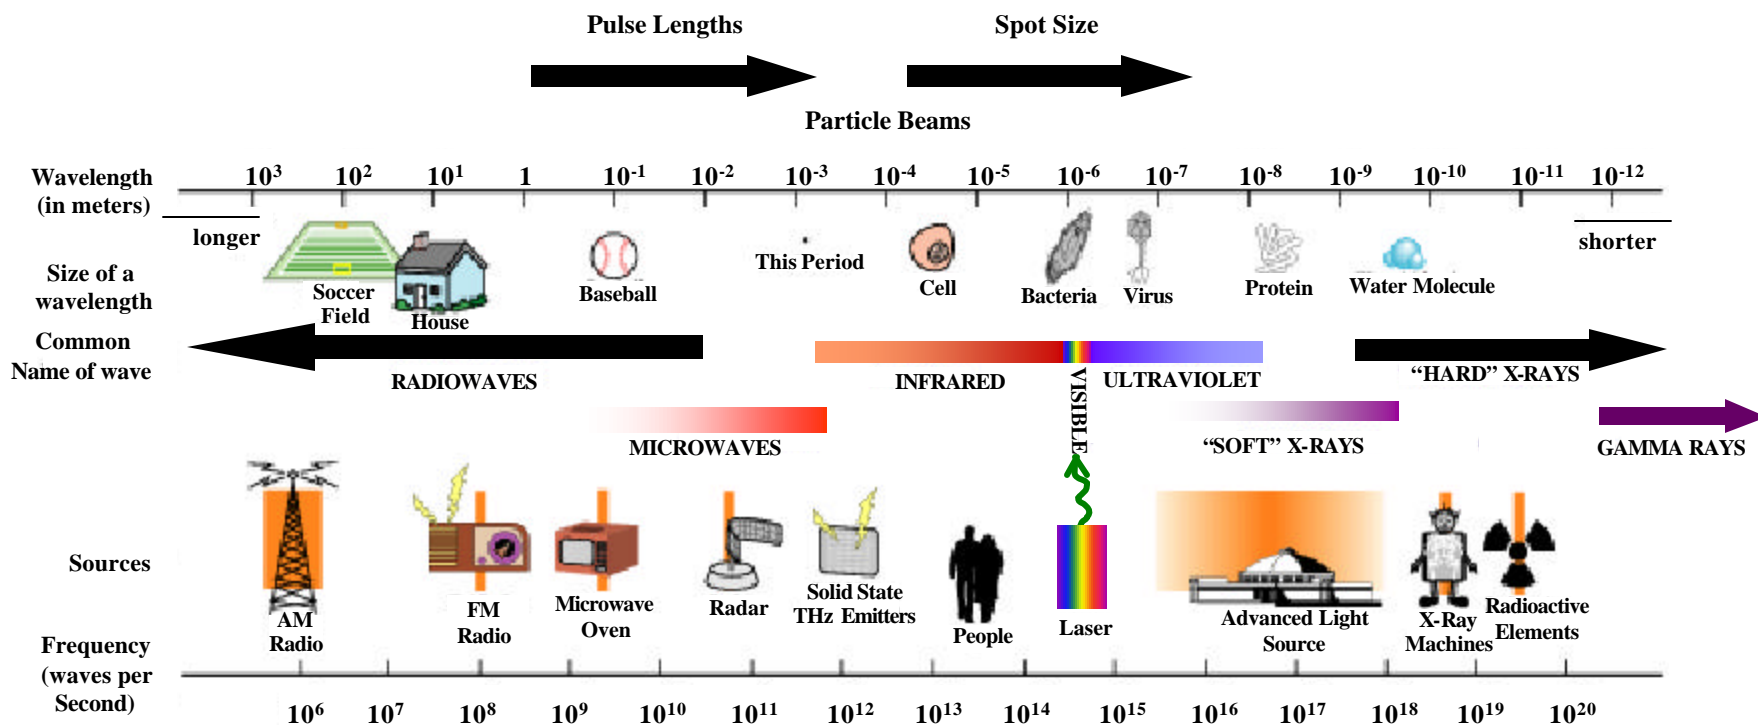 Pulse Lengths
Spot Size
Particle Beams
Wavelength
(in meters)
10³ 10² 10¹ 1 10⁻¹ 10⁻² 10⁻³ 10⁻⁴ 10⁻⁵ 10⁻⁶ 10⁻⁷ 10⁻⁸ 10⁻⁹ 10⁻¹⁰ 10⁻¹¹ 10⁻¹²
longer
shorter
Size of a
wavelength
Soccer
Field
House
Baseball
This Period
Cell
Bacteria
Virus
Protein
Water Molecule
Common
Name of wave
RADIOWAVES
INFRARED
VISIBLE
ULTRAVIOLET
“HARD” X-RAYS
MICROWAVES
“SOFT” X-RAYS
GAMMA RAYS
Sources
AM
Radio
FM
Radio
Microwave
Oven
Radar
Solid State
THz Emitters
People
Laser
Advanced Light
Source
X-Ray
Machines
Radioactive
Elements
Frequency
(waves per
Second)
10⁶ 10⁷ 10⁸ 10⁹ 10¹⁰ 10¹¹ 10¹² 10¹³ 10¹⁴ 10¹⁵ 10¹⁶ 10¹⁷ 10¹⁸ 10¹⁹ 10²⁰